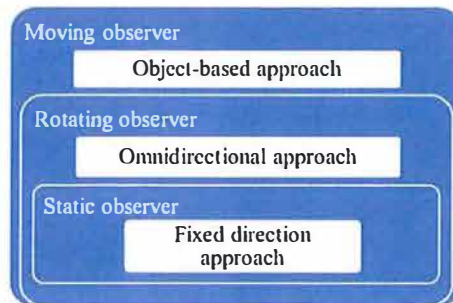 Moving observer
Object-based approach
Rotating observer
Omnidirectional approach
Static observer
Fixed direction
approach